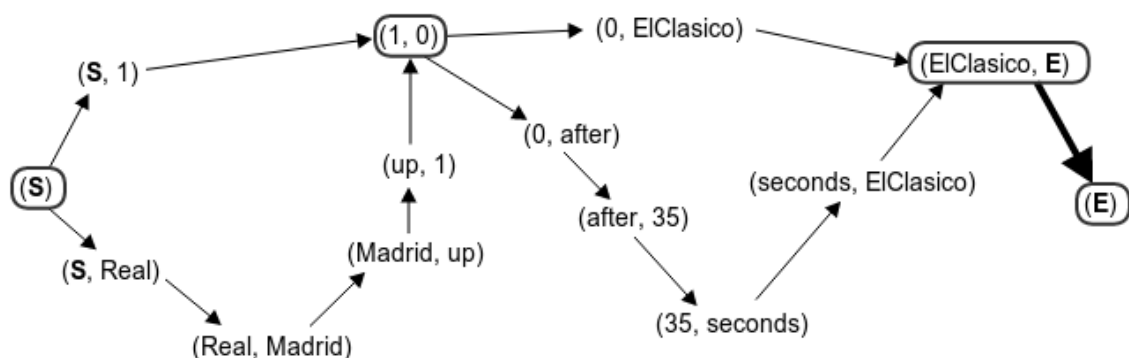 (1, 0)
(0, ElClasico)
(ElClasico, E)
(S, 1)
(0, after)
(up, 1)
(seconds, ElClasico)
(S)
(E)
(after, 35)
(Madrid, up)
(S, Real)
(35, seconds)
(Real, Madrid)